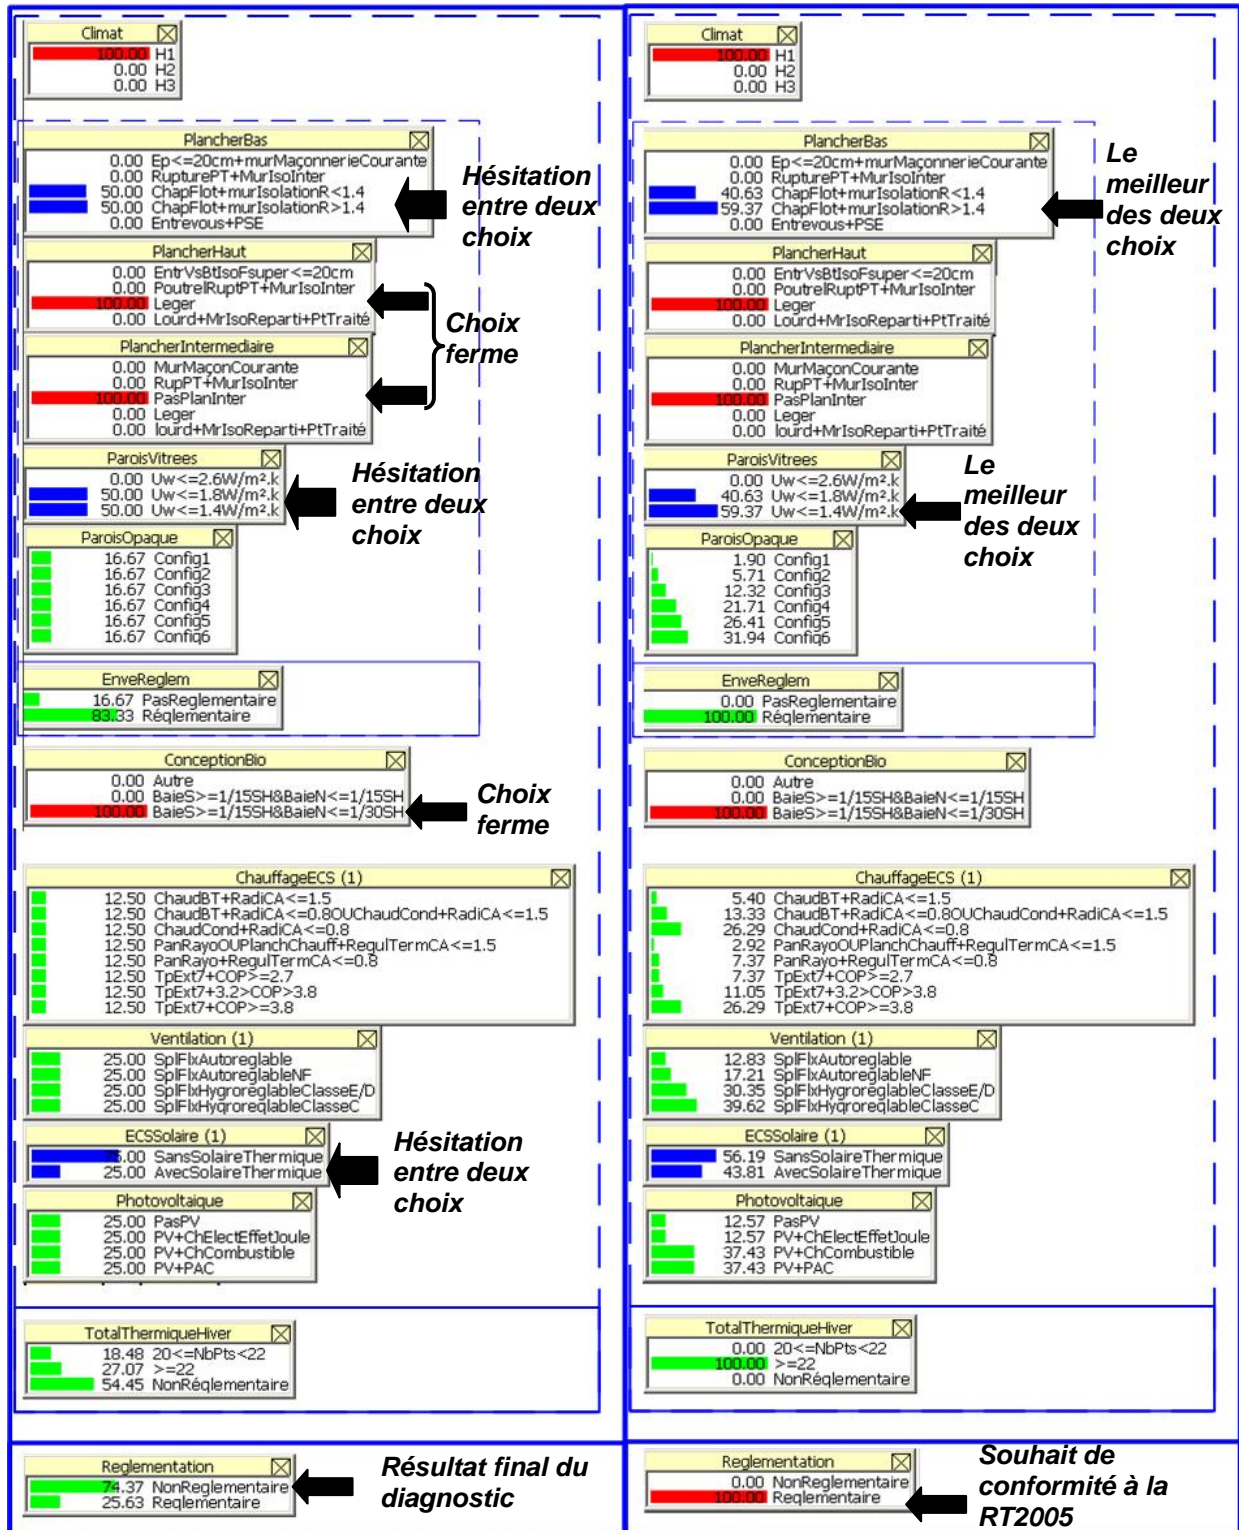 Climat
100.00 H1
0.00 H2
0.00 H3
PlancherBas
0.00 Ep<=20cm+murMaçonnerieCourante
0.00 RupturePT+MurIsoInter
50.00 ChapFlot+murIsolationR<1.4
50.00 ChapFlot+murIsolationR>1.4
0.00 Entrevous+PSE
Hésitation
entre deux
choix
PlancherHaut
0.00 EntrVsBtIsoFsuper<=20cm
0.00 PoutrelRuptPT+MurIsoInter
100.00 Leger
0.00 Lourd+MrIsoReparti+PtTraité
Choix
ferme
PlancherIntermediaire
0.00 MurMaçonCourante
0.00 RupPT+MurIsoInter
100.00 PasPlanInter
0.00 Leger
0.00 lourd+MrIsoReparti+PtTraité
ParoisVitrees
0.00 Uw<=2.6W/m².k
50.00 Uw<=1.8W/m².k
50.00 Uw<=1.4W/m².k
Hésitation
entre deux
choix
ParoisOpaque
16.67 Config1
16.67 Config2
16.67 Config3
16.67 Config4
16.67 Config5
16.67 Config6
EnveReglem
16.67 PasReglementaire
83.33 Réglementaire
ConceptionBio
0.00 Autre
0.00 BaieS>=1/15SH&BaieN<=1/15SH
100.00 BaieS>=1/15SH&BaieN<=1/30SH
Choix
ferme
ChauffageECS (1)
12.50 ChaudBT+RadiCA<=1.5
12.50 ChaudBT+RadiCA<=0.8OUChaudCond+RadiCA<=1.5
12.50 ChaudCond+RadiCA<=0.8
12.50 PanRayoOUPlanchChauff+RegulTermCA<=1.5
12.50 PanRayo+RegulTermCA<=0.8
12.50 TpExt7+COP>=2.7
12.50 TpExt7+3.2>COP>3.8
12.50 TpExt7+COP>=3.8
Ventilation (1)
25.00 SplFlxAutoreglable
25.00 SplFlxAutoreglableNF
25.00 SplFlxHygroreglableClasseE/D
25.00 SplFlxHygroreglableClasseC
ECSSolaire (1)
75.00 SansSolaireThermique
25.00 AvecSolaireThermique
Hésitation
entre deux
choix
Photovoltaique
25.00 PasPV
25.00 PV+ChElectEffetJoule
25.00 PV+ChCombustible
25.00 PV+PAC
TotalThermiqueHiver
18.48 20<=NbPts<22
27.07 >=22
54.45 NonRéglementaire
Reglementation
74.37 NonReglementaire
25.63 Reglementaire
Résultat final du
diagnostic
Climat
100.00 H1
0.00 H2
0.00 H3
PlancherBas
0.00 Ep<=20cm+murMaçonnerieCourante
0.00 RupturePT+MurIsoInter
40.63 ChapFlot+murIsolationR<1.4
59.37 ChapFlot+murIsolationR>1.4
0.00 Entrevous+PSE
Le
meilleur
des deux
choix
PlancherHaut
0.00 EntrVsBtIsoFsuper<=20cm
0.00 PoutrelRuptPT+MurIsoInter
100.00 Leger
0.00 Lourd+MrIsoReparti+PtTraité
PlancherIntermediaire
0.00 MurMaçonCourante
0.00 RupPT+MurIsoInter
100.00 PasPlanInter
0.00 Leger
0.00 lourd+MrIsoReparti+PtTraité
ParoisVitrees
0.00 Uw<=2.6W/m².k
40.63 Uw<=1.8W/m².k
59.37 Uw<=1.4W/m².k
Le
meilleur
des deux
choix
ParoisOpaque
1.90 Config1
5.71 Config2
12.32 Config3
21.71 Config4
26.41 Config5
31.94 Config6
EnveReglem
0.00 PasReglementaire
100.00 Réglementaire
ConceptionBio
0.00 Autre
0.00 BaieS>=1/15SH&BaieN<=1/15SH
100.00 BaieS>=1/15SH&BaieN<=1/30SH
ChauffageECS (1)
5.40 ChaudBT+RadiCA<=1.5
13.33 ChaudBT+RadiCA<=0.8OUChaudCond+RadiCA<=1.5
26.29 ChaudCond+RadiCA<=0.8
2.92 PanRayoOUPlanchChauff+RegulTermCA<=1.5
7.37 PanRayo+RegulTermCA<=0.8
7.37 TpExt7+COP>=2.7
11.05 TpExt7+3.2>COP>3.8
26.29 TpExt7+COP>=3.8
Ventilation (1)
12.83 SplFlxAutoreglable
17.21 SplFlxAutoreglableNF
30.35 SplFlxHygroreglableClasseE/D
39.62 SplFlxHygroreglableClasseC
ECSSolaire (1)
56.19 SansSolaireThermique
43.81 AvecSolaireThermique
Photovoltaique
12.57 PasPV
12.57 PV+ChElectEffetJoule
37.43 PV+ChCombustible
37.43 PV+PAC
TotalThermiqueHiver
0.00 20<=NbPts<22
100.00 >=22
0.00 NonRéglementaire
Reglementation
0.00 NonReglementaire
100.00 Reglementaire
Souhait de
conformité à la
RT2005